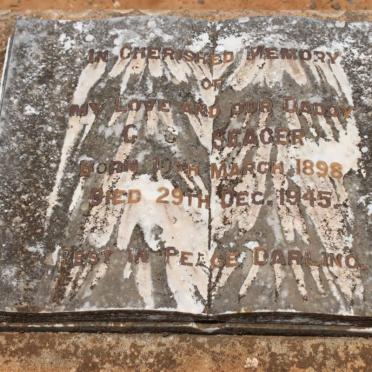 In Cherished Memory
of
My Love and our Daddy
C. J. Seager
Born 10th March 1898
Died 29th Dec. 1945.
Rest in Peece Darling.